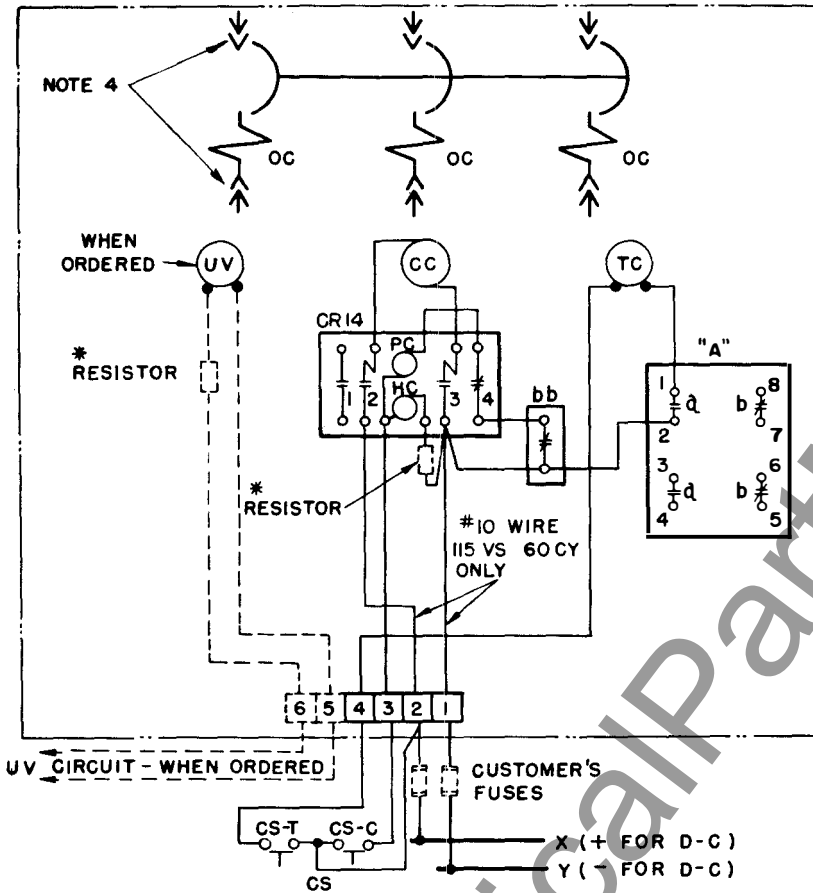 NOTE 4
OC
OC
OC
WHEN
ORDERED
UV
CC
TC
CR14
PC
HC
1
2
3
4
*
RESISTOR
bb
"A"
1
a
2
3
a
4
8
b
7
6
b
5
*
RESISTOR
#10 WIRE
115 VS 60CY
ONLY
6 5 4 3 2 1
UV CIRCUIT - WHEN ORDERED
CUSTOMER'S
FUSES
CS-T
CS-C
CS
X (+ FOR D-C)
Y (- FOR D-C)
icalPart